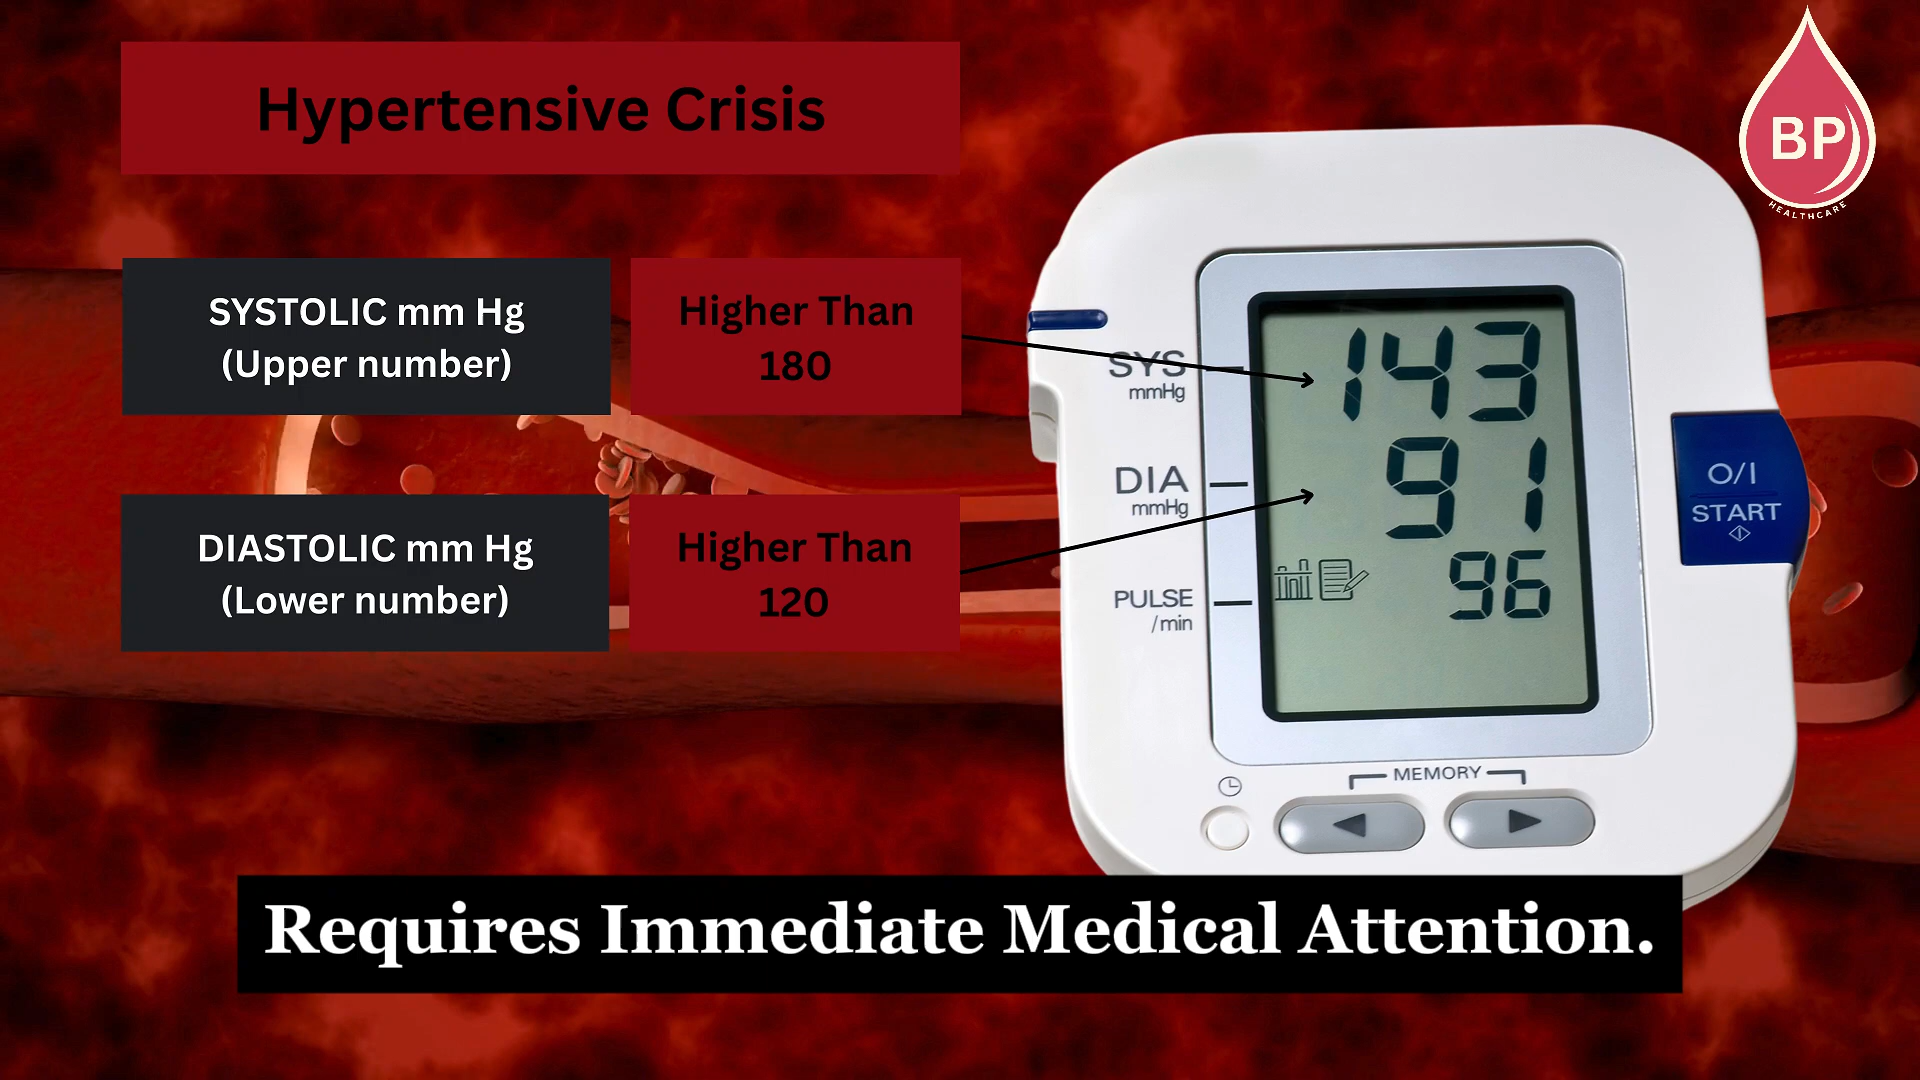 Hypertensive Crisis
BP
HEALTHCARE
SYSTOLIC mm Hg
(Upper number)
Higher Than
180
DIASTOLIC mm Hg
(Lower number)
Higher Than
120
SYS
mmHg
143
DIA
mmHg
91
PULSE
/min
96
O/I
START
MEMORY
Requires Immediate Medical Attention.